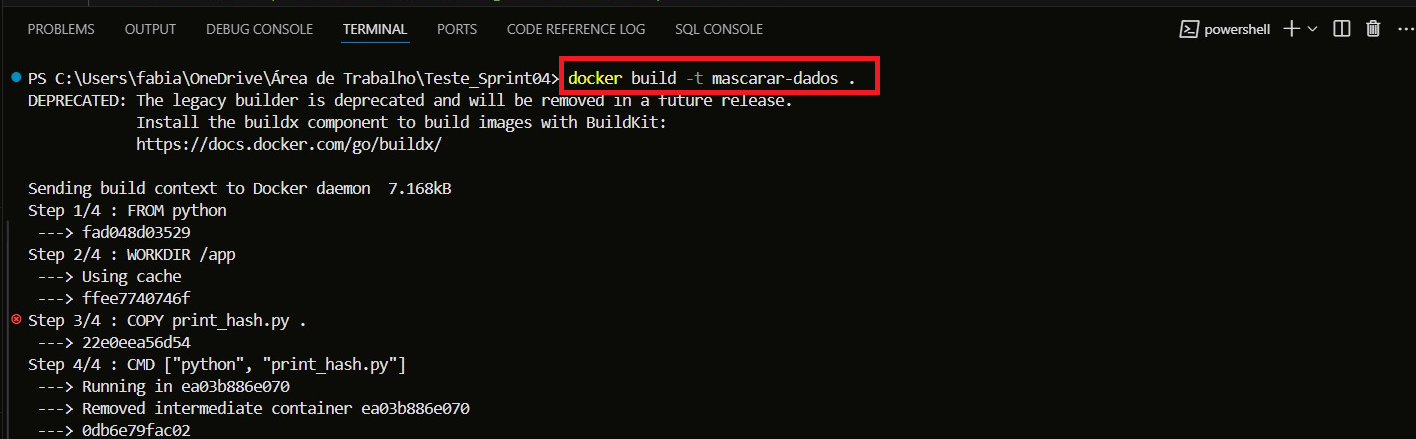 PROBLEMS OUTPUT DEBUG CONSOLE TERMINAL PORTS CODE REFERENCE LOG SQL CONSOLE powershell
PS C:\Users\fabia\OneDrive\Área de Trabalho\Teste_Sprint04> docker build -t mascarar-dados .
DEPRECATED: The legacy builder is deprecated and will be removed in a future release.
Install the buildx component to build images with BuildKit:
https://docs.docker.com/go/buildx/
Sending build context to Docker daemon 7.168kB
Step 1/4 : FROM python
---> fad048d03529
Step 2/4 : WORKDIR /app
---> Using cache
---> ffee7740746f
Step 3/4 : COPY print_hash.py .
---> 22e0eea56d54
Step 4/4 : CMD ["python", "print_hash.py"]
---> Running in ea03b886e070
---> Removed intermediate container ea03b886e070
---> 0db6e79fac02